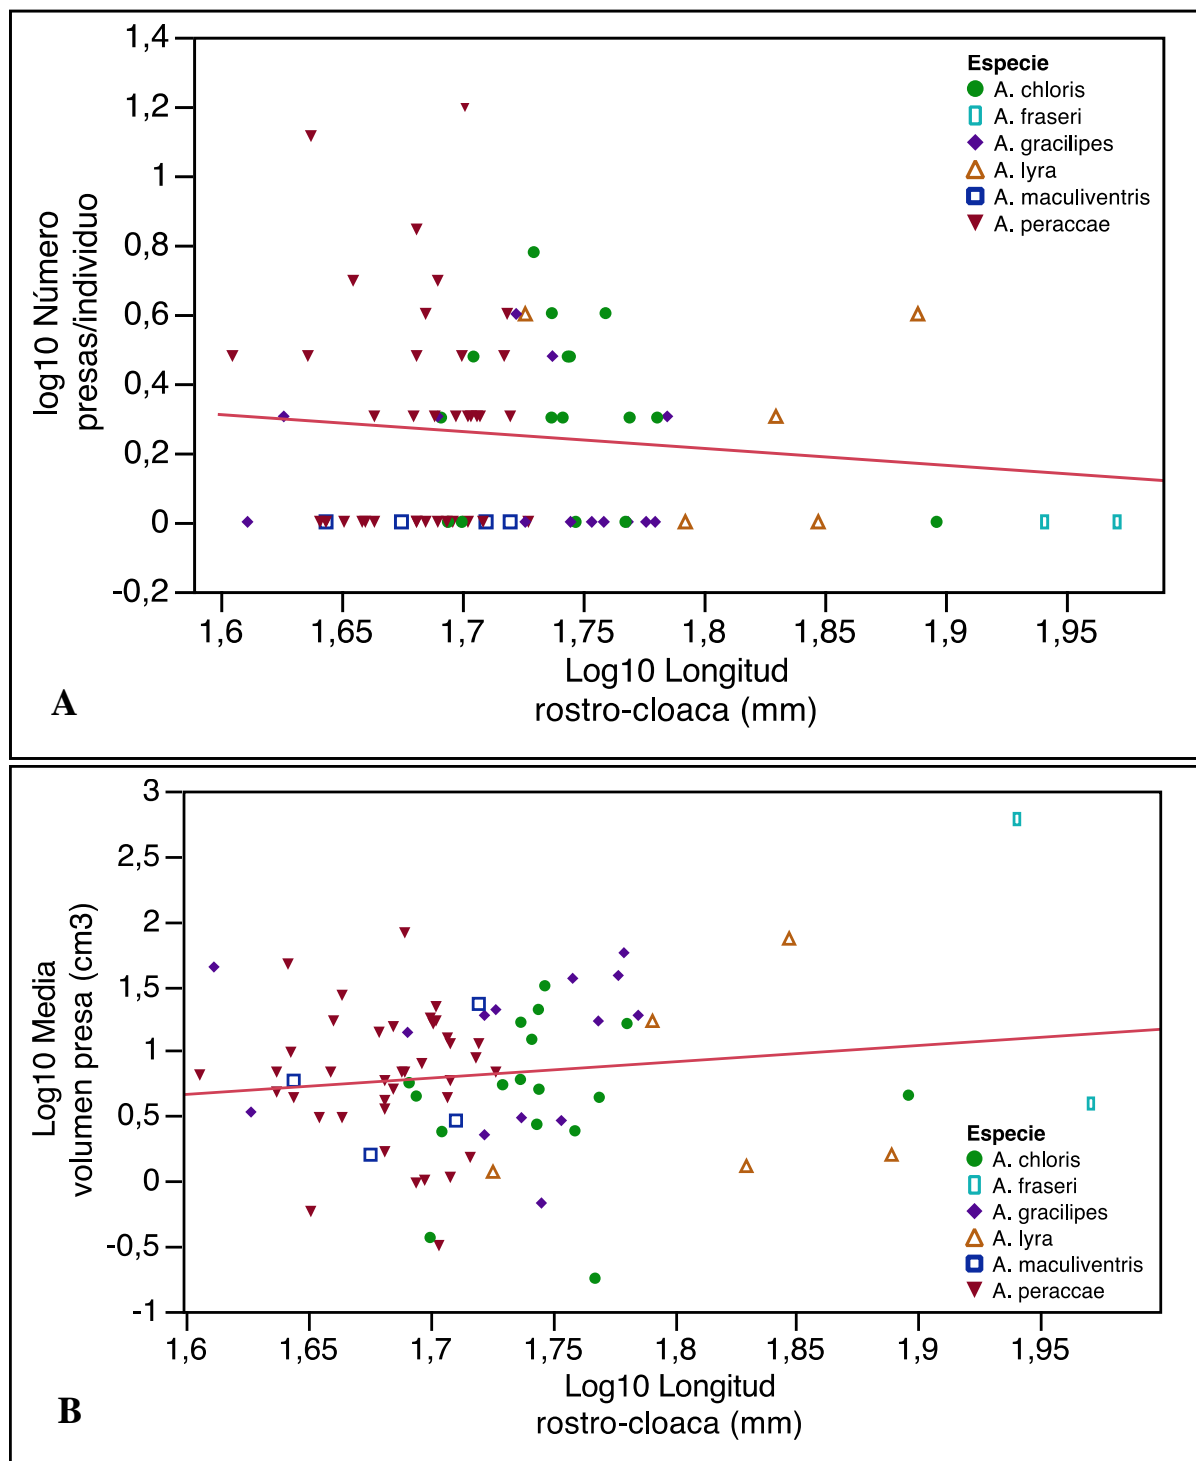 1,4
1,2
1
0,8
0,6
0,4
0,2
0
-0,2
log10 Número
presas/individuo
Especie
A. chloris
A. fraseri
A. gracilipes
A. lyra
A. maculiventris
A. peraccae
1,6 1,65 1,7 1,75 1,8 1,85 1,9 1,95
Log10 Longitud
rostro-cloaca (mm)
A
3
2,5
2
1,5
1
0,5
0
-0,5
-1
Log10 Media
volumen presa (cm3)
Especie
A. chloris
A. fraseri
A. gracilipes
A. lyra
A. maculiventris
A. peraccae
1,6 1,65 1,7 1,75 1,8 1,85 1,9 1,95
Log10 Longitud
rostro-cloaca (mm)
B